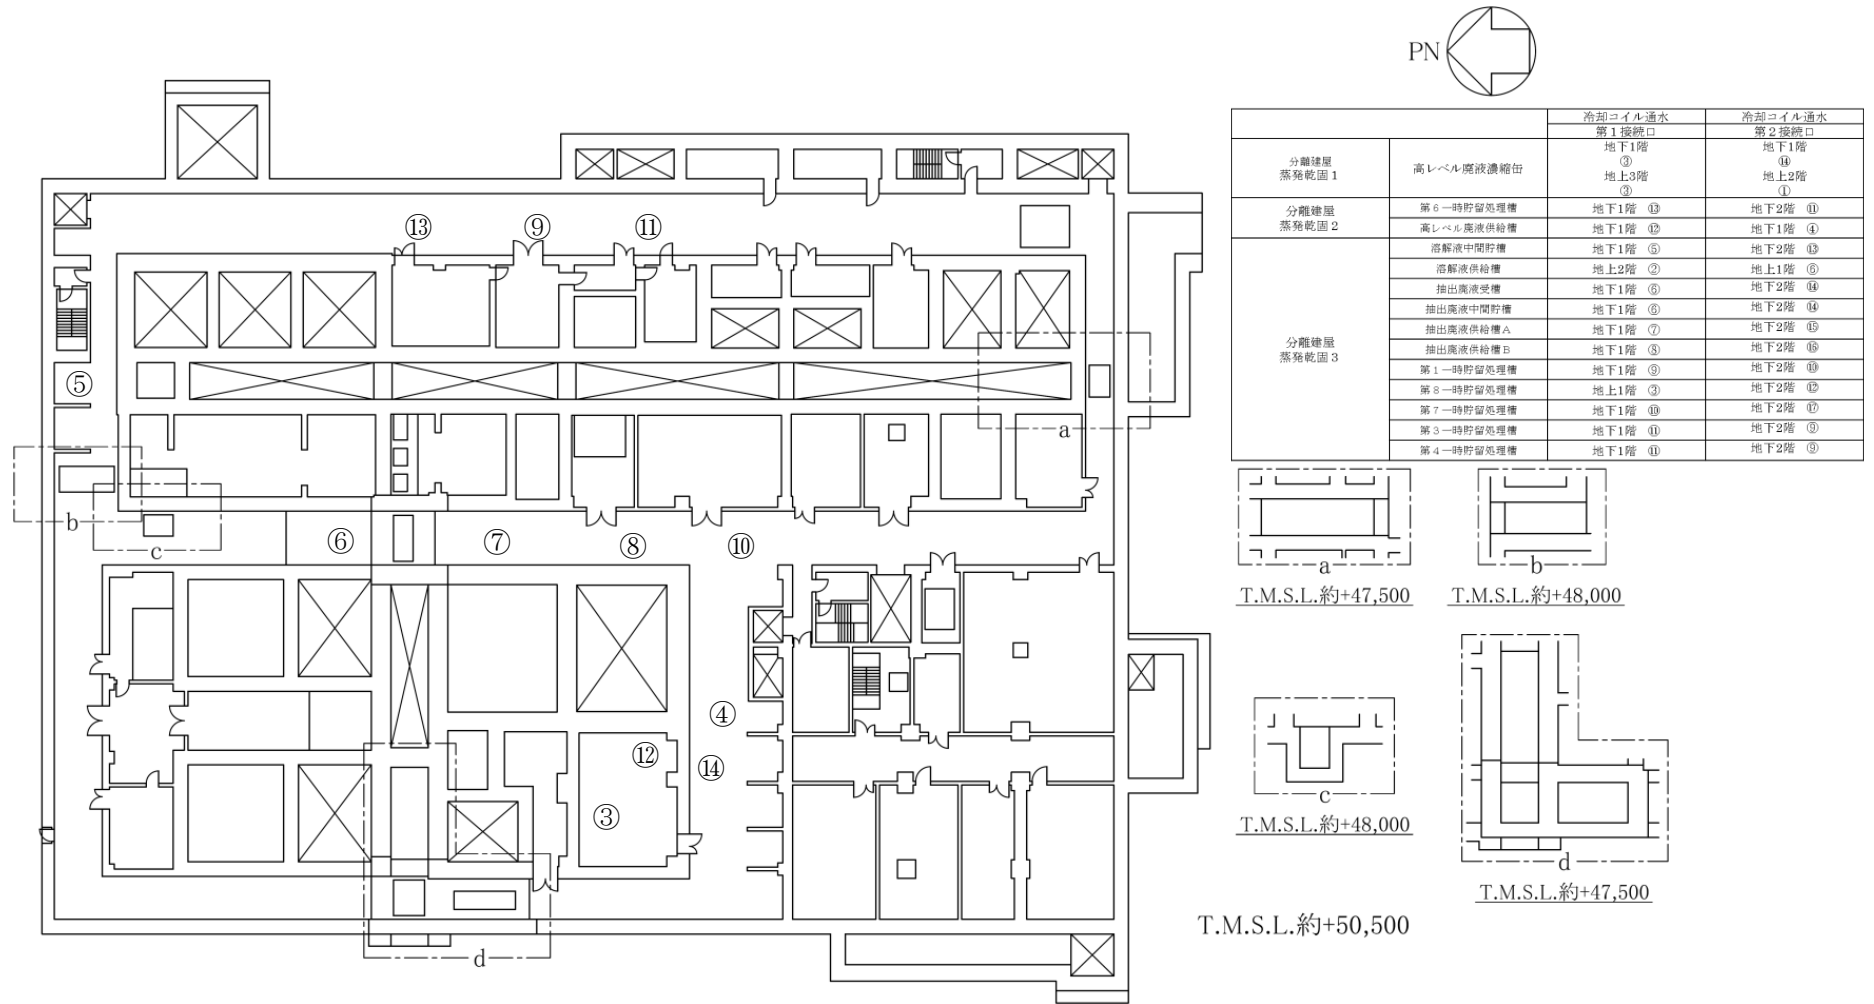 PN
冷却コイル通水 冷却コイル通水
第1接続口 第2接続口
分離建屋 蒸発乾固1 高レベル廃液濃縮缶 地下1階 ③ 地上3階 ③ 地下1階 ⑭ 地上2階 ①
分離建屋 蒸発乾固2 第6一時貯留処理槽 地下1階 ⑬ 地下2階 ⑪
高レベル廃液供給槽 地下1階 ⑫ 地下1階 ④
分離建屋 蒸発乾固3 溶解液中間貯槽 地下1階 ⑤ 地下2階 ⑬
溶解液供給槽 地上2階 ② 地上1階 ⑥
抽出廃液受槽 地下1階 ⑥ 地下2階 ⑭
抽出廃液中間貯槽 地下1階 ⑥ 地下2階 ⑭
抽出廃液供給槽A 地下1階 ⑦ 地下2階 ⑮
抽出廃液供給槽B 地下1階 ⑧ 地下2階 ⑯
第1一時貯留処理槽 地下1階 ⑨ 地下2階 ⑩
第8一時貯留処理槽 地上1階 ③ 地下2階 ⑫
第7一時貯留処理槽 地下1階 ⑩ 地下2階 ⑰
第3一時貯留処理槽 地下1階 ⑪ 地下2階 ⑨
第4一時貯留処理槽 地下1階 ⑪ 地下2階 ⑨
⑬ ⑨ ⑪
⑤
a
b
c
⑥ ⑦ ⑧ ⑩
④
⑫ ⑭
③
d
a
T.M.S.L.約+47,500
b
T.M.S.L.約+48,000
c
T.M.S.L.約+48,000
d
T.M.S.L.約+47,500
T.M.S.L.約+50,500